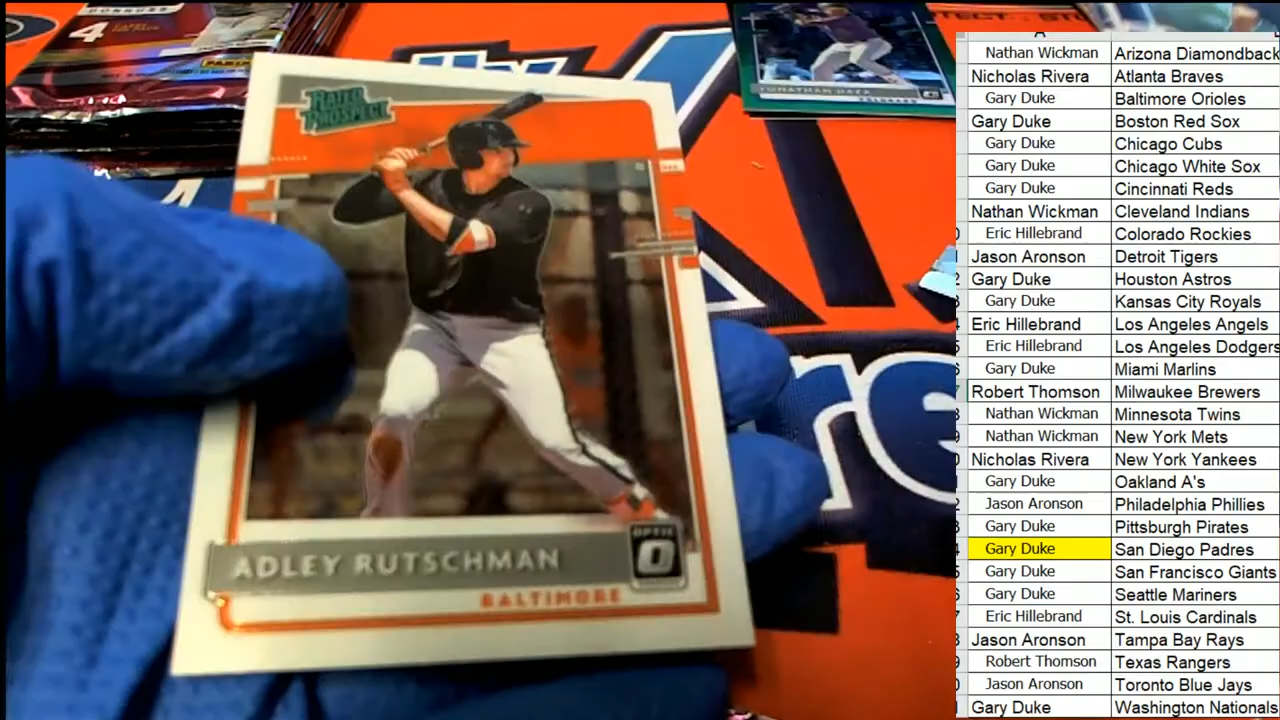 DONRUSS
4
PANINI
RATED
PROSPECT
ADLEY RUTSCHMAN
OPTIC
O
BALTIMORE
YONATHAN DAZA
COLORADO
Nathan Wickman Arizona Diamondback
Nicholas Rivera Atlanta Braves
Gary Duke Baltimore Orioles
Gary Duke Boston Red Sox
Gary Duke Chicago Cubs
Gary Duke Chicago White Sox
Gary Duke Cincinnati Reds
Nathan Wickman Cleveland Indians
Eric Hillebrand Colorado Rockies
Jason Aronson Detroit Tigers
Gary Duke Houston Astros
Gary Duke Kansas City Royals
Eric Hillebrand Los Angeles Angels
Eric Hillebrand Los Angeles Dodgers
Gary Duke Miami Marlins
Robert Thomson Milwaukee Brewers
Nathan Wickman Minnesota Twins
Nathan Wickman New York Mets
Nicholas Rivera New York Yankees
Gary Duke Oakland A's
Jason Aronson Philadelphia Phillies
Gary Duke Pittsburgh Pirates
Gary Duke San Diego Padres
Gary Duke San Francisco Giants
Gary Duke Seattle Mariners
Eric Hillebrand St. Louis Cardinals
Jason Aronson Tampa Bay Rays
Robert Thomson Texas Rangers
Jason Aronson Toronto Blue Jays
Gary Duke Washington Nationals